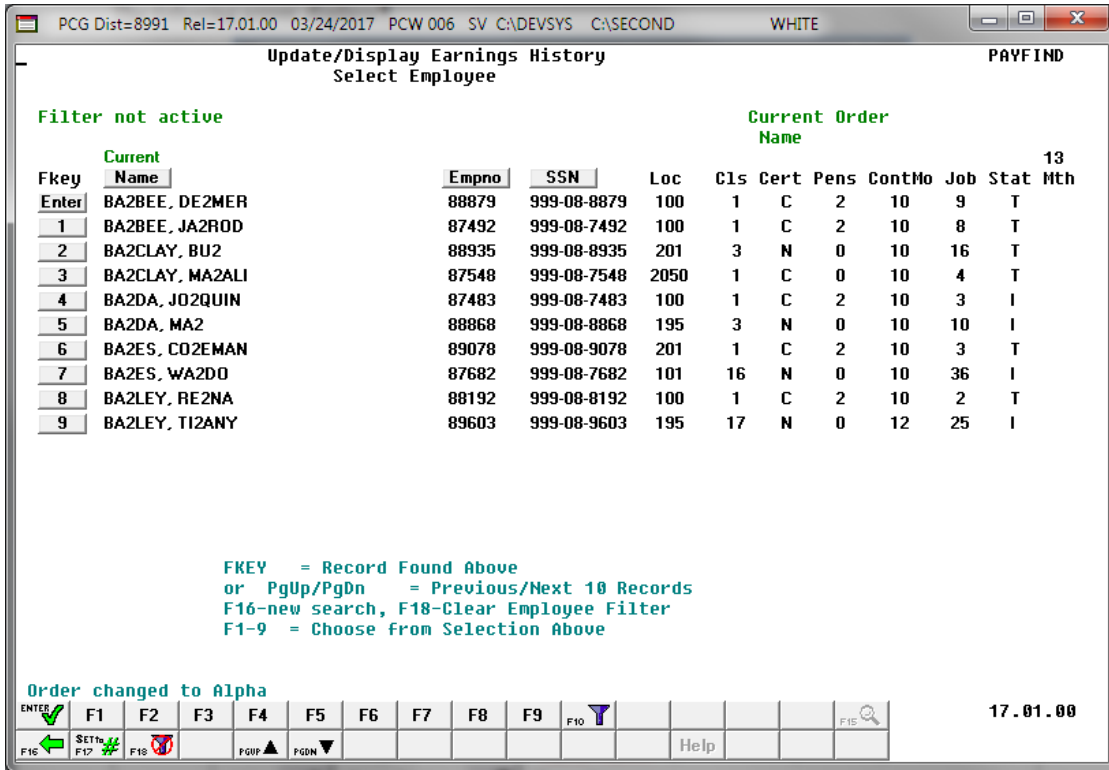 PCG Dist=8991 Rel=17.01.00 03/24/2017 PCW 006 SV C:\DEVSYS C:\SECOND WHITE
Update/Display Earnings History PAYFIND
Select Employee
Filter not active Current Order
Name
Current 13
Fkey Name Empno SSN Loc Cls Cert Pens ContMo Job Stat Mth
Enter BA2BEE, DE2MER 88879 999-08-8879 100 1 C 2 10 9 T
1 BA2BEE, JA2ROD 87492 999-08-7492 100 1 C 2 10 8 T
2 BA2CLAY, BU2 88935 999-08-8935 201 3 N 0 10 16 T
3 BA2CLAY, MA2ALI 87548 999-08-7548 2050 1 C 0 10 4 T
4 BA2DA, JO2QUIN 87483 999-08-7483 100 1 C 2 10 3 I
5 BA2DA, MA2 88868 999-08-8868 195 3 N 0 10 10 I
6 BA2ES, CO2EMAN 89078 999-08-9078 201 1 C 2 10 3 T
7 BA2ES, WA2DO 87682 999-08-7682 101 16 N 0 10 36 I
8 BA2LEY, RE2NA 88192 999-08-8192 100 1 C 2 10 2 T
9 BA2LEY, TI2ANY 89603 999-08-9603 195 17 N 0 12 25 I
FKEY = Record Found Above
or PgUp/PgDn = Previous/Next 10 Records
F16-new search, F18-Clear Employee Filter
F1-9 = Choose from Selection Above
Order changed to Alpha
ENTER F1 F2 F3 F4 F5 F6 F7 F8 F9 F10 F15 17.01.00
F16 SETTo F17 # F18 PGUP PGDN Help